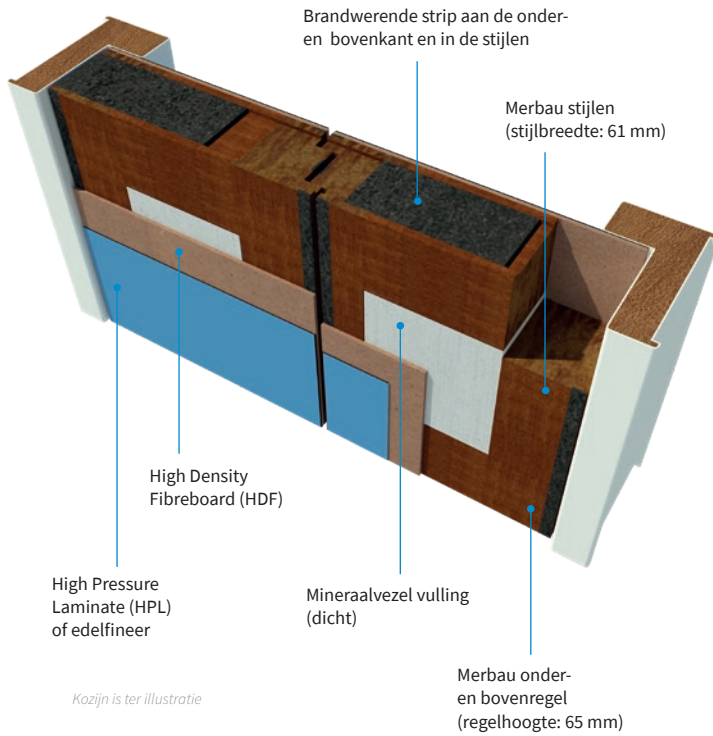 Brandwerende strip aan de onder-
en bovenkant en in de stijlen
Merbau stijlen
(stijlbreedte: 61 mm)
High Density
Fibreboard (HDF)
High Pressure
Laminate (HPL)
of edelfineer
Mineraalvezel vulling
(dicht)
Merbau onder-
en bovenregel
(regelhoogte: 65 mm)
Kozijn is ter illustratie